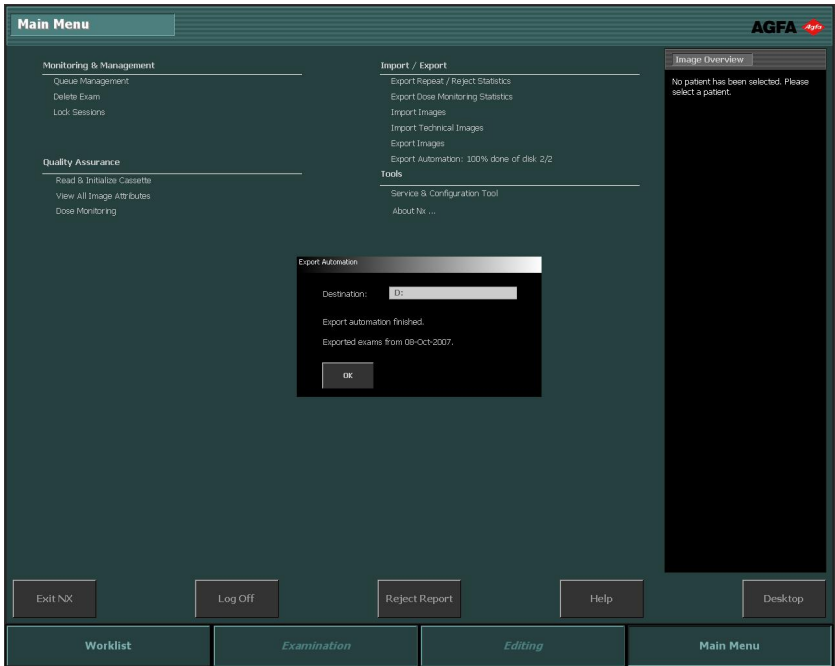 Main Menu
AGFA
Monitoring & Management
Queue Management
Delete Exam
Lock Sessions
Quality Assurance
Read & Initialize Cassette
View All Image Attributes
Dose Monitoring
Import / Export
Export Repeat / Reject Statistics
Export Dose Monitoring Statistics
Import Images
Import Technical Images
Export Images
Export Automation: 100% done of disk 2/2
Tools
Service & Configuration Tool
About Nx ...
Image Overview
No patient has been selected. Please
select a patient.
Export Automation
Destination: D:
Export automation finished.
Exported exams from 08-Oct-2007.
OK
Exit NX
Log Off
Reject Report
Help
Desktop
Worklist
Examination
Editing
Main Menu